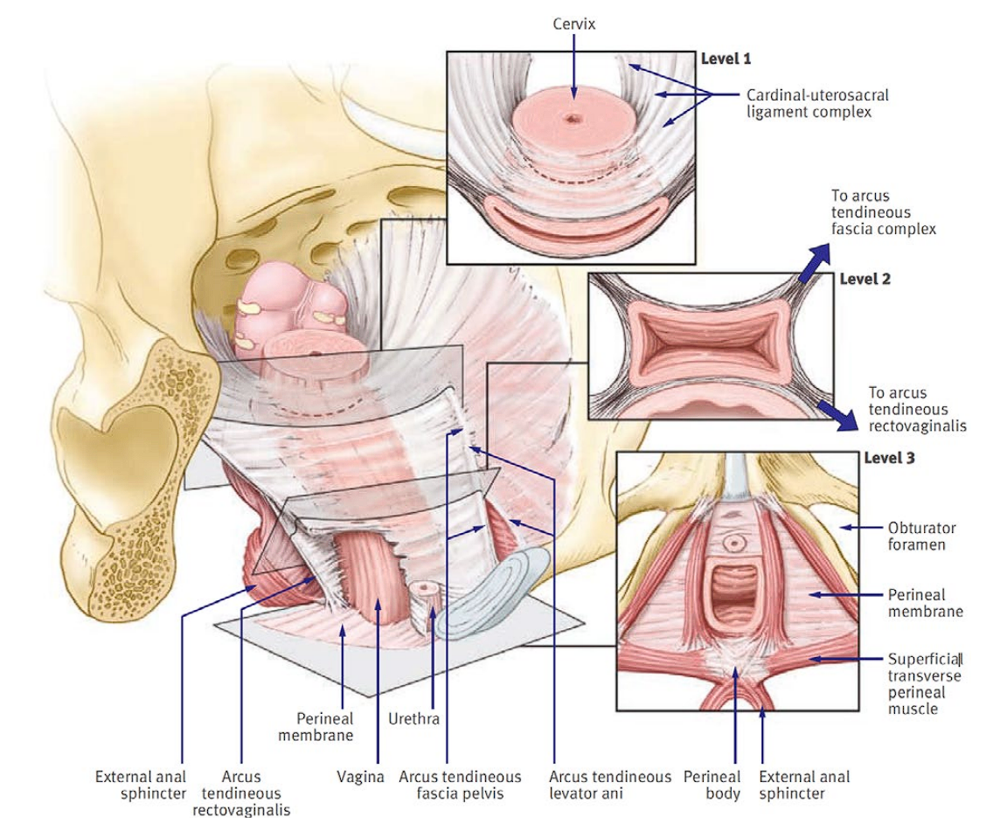 Cervix
Level 1
Cardinal-uterosacral
ligament complex
To arcus
tendineous
fascia complex
Level 2
To arcus
tendineous
rectovaginalis
Level 3
Obturator
foramen
Perineal
membrane
Superficial
transverse
perineal
muscle
Perineal
membrane
Urethra
External anal
sphincter
Arcus
tendineous
rectovaginalis
Vagina
Arcus tendineous
fascia pelvis
Arcus tendineous
levator ani
Perineal
body
External anal
sphincter